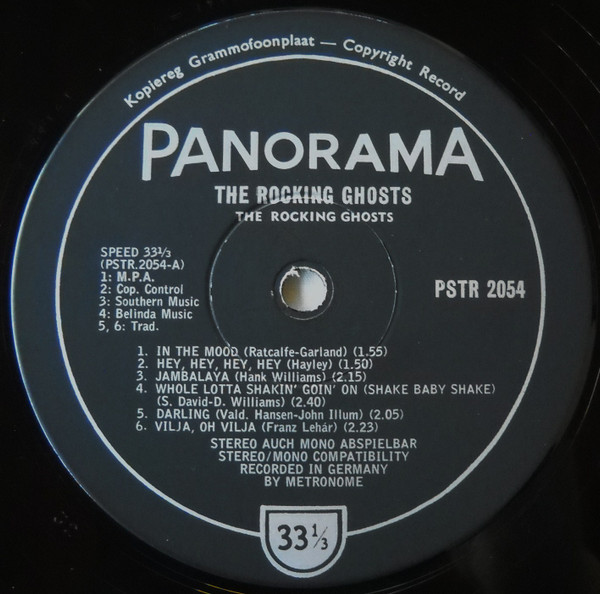 Kopiereg Grammofoonplaat — Copyright Record
PANORAMA
THE ROCKING GHOSTS
THE ROCKING GHOSTS
SPEED 33⅓
(PSTR.2054-A)
1: M.P.A.
2: Cop. Control
3: Southern Music
4: Belinda Music
5, 6: Trad.
PSTR 2054
1. IN THE MOOD (Ratcalfe-Garland) (1.55)
2. HEY, HEY, HEY, HEY (Hayley) (1.50)
3. JAMBALAYA (Hank Williams) (2.15)
4. WHOLE LOTTA SHAKIN' GOIN' ON (SHAKE BABY SHAKE)
(S. David-D. Williams) (2.40)
5. DARLING (Vald. Hansen-John Illum) (2.05)
6. VILJA, OH VILJA (Franz Lehár) (2.23)
STEREO AUCH MONO ABSPIELBAR
STEREO/MONO COMPATIBILITY
RECORDED IN GERMANY
BY METRONOME
33⅓